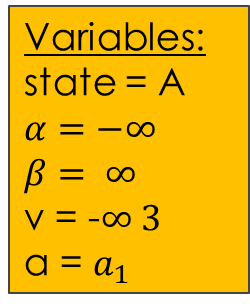 Variables:
state = A
α = −∞
β = ∞
v = -∞ 3
a = a₁